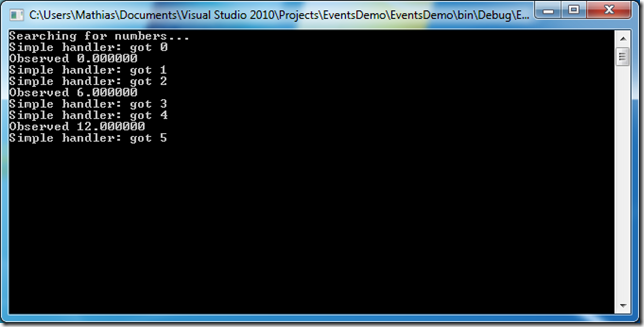 C:\Users\Mathias\Documents\Visual Studio 2010\Projects\EventsDemo\EventsDemo\bin\Debug\E...
Searching for numbers...
Simple handler: got 0
Observed 0.000000
Simple handler: got 1
Simple handler: got 2
Observed 6.000000
Simple handler: got 3
Simple handler: got 4
Observed 12.000000
Simple handler: got 5